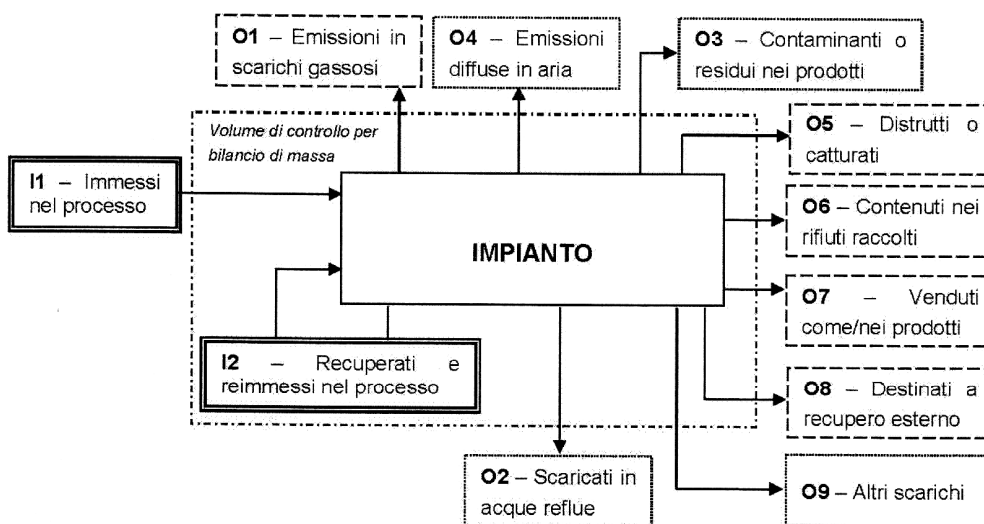 O1 – Emissioni in
scarichi gassosi
O4 – Emissioni
diffuse in aria
O3 – Contaminanti o
residui nei prodotti
Volume di controllo per
bilancio di massa
O5 – Distrutti o
catturati
I1 – Immessi
nel processo
O6 – Contenuti nei
rifiuti raccolti
IMPIANTO
O7 – Venduti
come/nei prodotti
I2 – Recuperati e
reimmessi nel processo
O8 – Destinati a
recupero esterno
O2 – Scaricati in
acque reflue
O9 – Altri scarichi